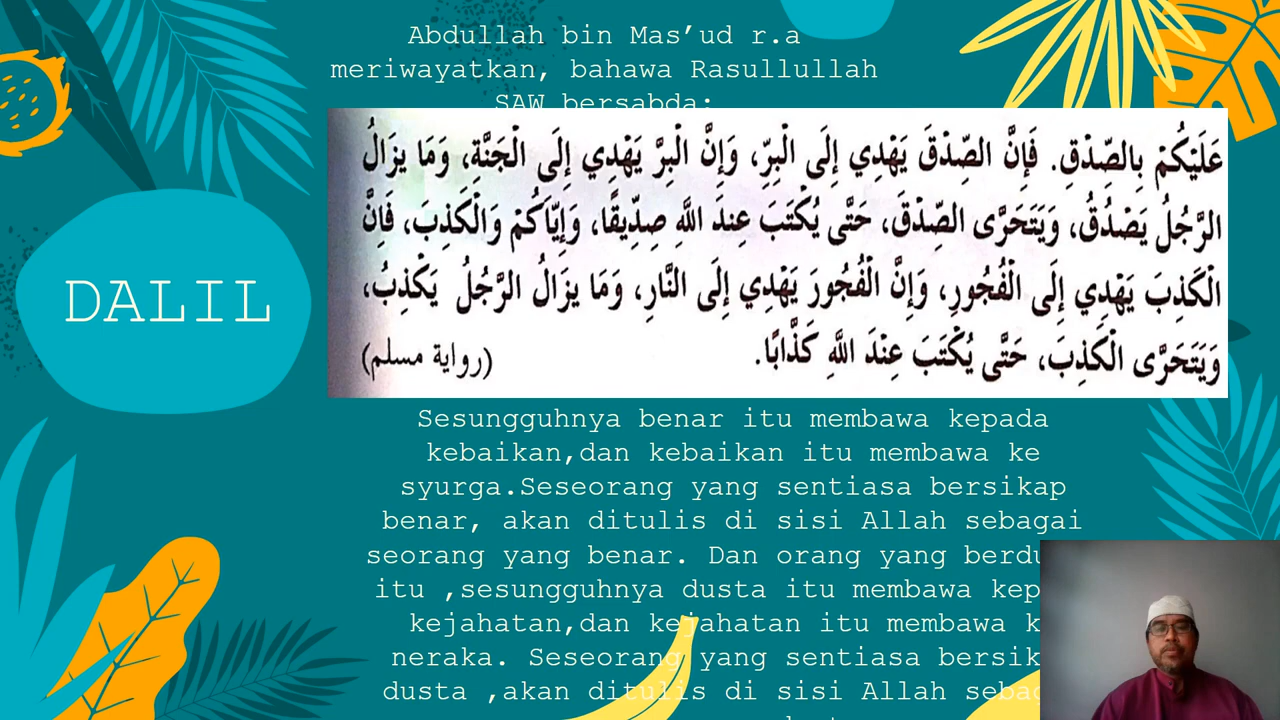 Abdullah bin Mas’ud r.a
meriwayatkan, bahawa Rasullullah
SAW bersabda:
عَلَيْكُمْ بِالصِّدْقِ. فَإِنَّ الصِّدْقَ يَهْدِي إِلَى الْبِرِّ، وَإِنَّ الْبِرَّ يَهْدِي إِلَى الْجَنَّةِ، وَمَا يَزَالُ
الرَّجُلُ يَصْدُقُ، وَيَتَحَرَّى الصِّدْقَ، حَتَّى يُكْتَبَ عِنْدَ اللَّهِ صِدِّيقًا، وَإِيَّاكُمْ وَالْكَذِبَ، فَإِنَّ
الْكَذِبَ يَهْدِي إِلَى الْفُجُورِ، وَإِنَّ الْفُجُورَ يَهْدِي إِلَى النَّارِ، وَمَا يَزَالُ الرَّجُلُ يَكْذِبُ،
وَيَتَحَرَّى الْكَذِبَ، حَتَّى يُكْتَبَ عِنْدَ اللَّهِ كَذَّابًا. (رواية مسلم)
DALIL
Sesungguhnya benar itu membawa kepada
kebaikan,dan kebaikan itu membawa ke
syurga.Seseorang yang sentiasa bersikap
benar, akan ditulis di sisi Allah sebagai
seorang yang benar. Dan orang yang
itu ,sesungguhnya dusta itu membawa
kejahatan,dan kejahatan itu membawa
neraka. Seseorang yang sentiasa
dusta ,akan ditulis di sisi Allah